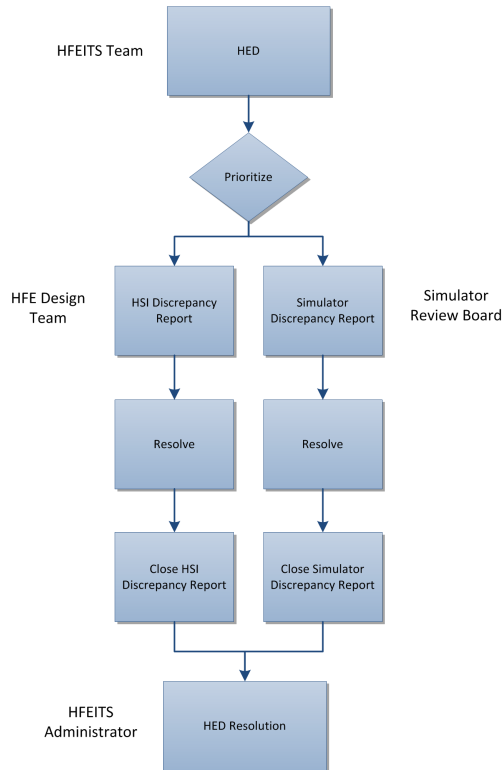 HFEITS Team
HED
Prioritize
HFE Design
Team
HSI Discrepancy
Report
Simulator
Discrepancy Report
Simulator
Review Board
Resolve
Resolve
Close HSI
Discrepancy Report
Close Simulator
Discrepancy Report
HFEITS
Administrator
HED Resolution